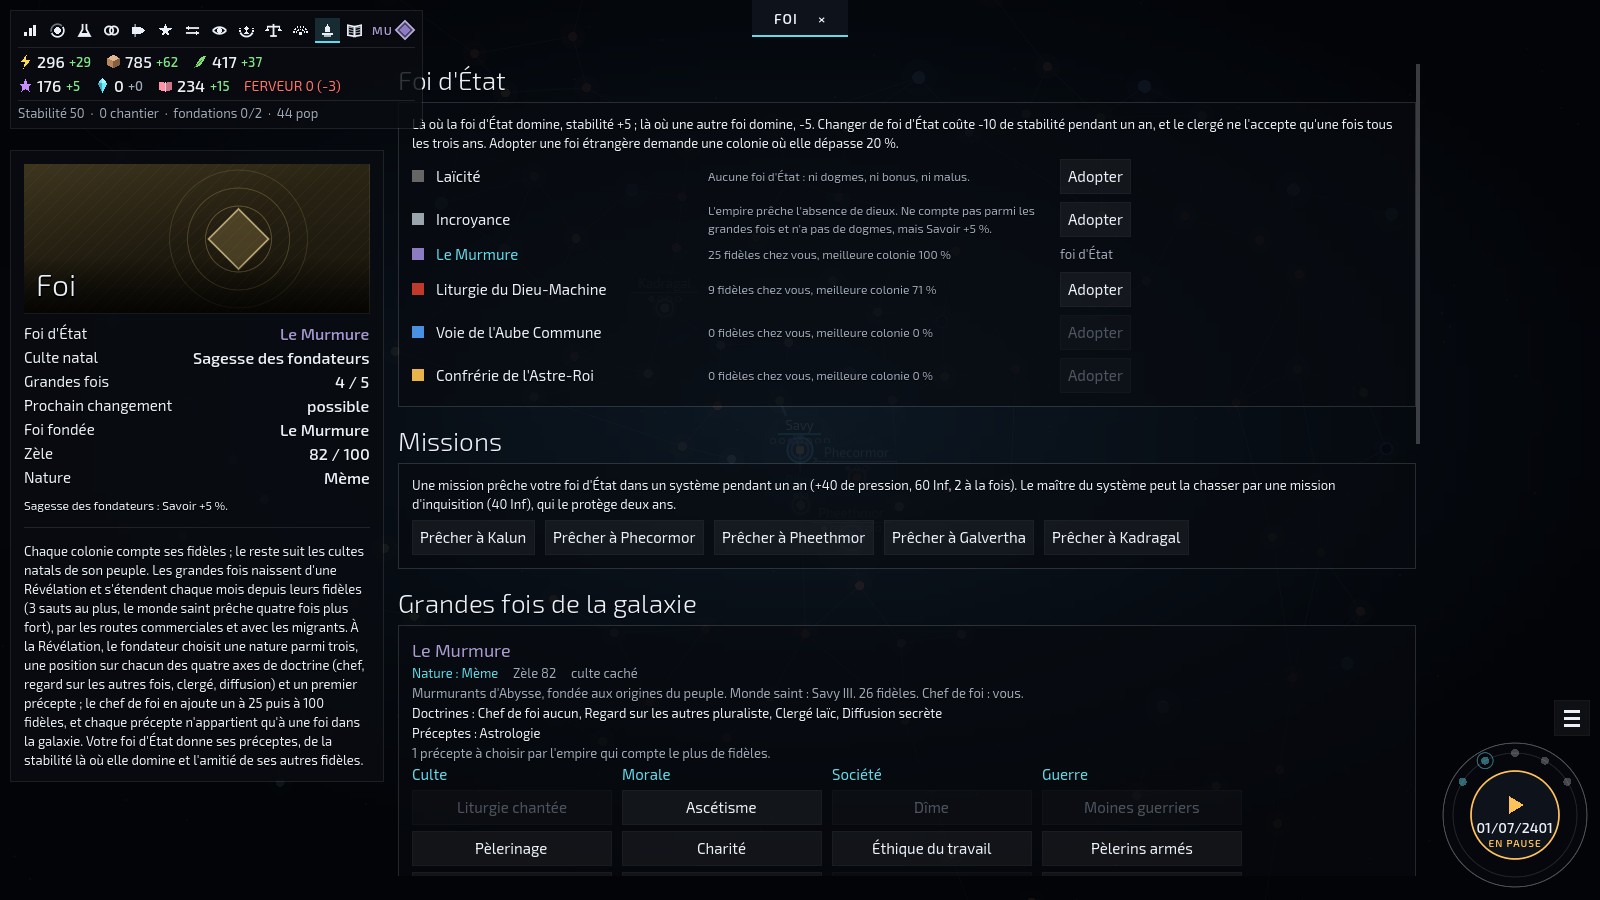 MU
296 +29 785 +62 417 +37
176 +5 0 +0 234 +15 FERVEUR 0 (-3)
Stabilité 50 · 0 chantier · fondations 0/2 · 44 pop
FOI ×
Foi
Foi d'État Le Murmure
Culte natal Sagesse des fondateurs
Grandes fois 4 / 5
Prochain changement possible
Foi fondée Le Murmure
Zèle 82 / 100
Nature Mème
Sagesse des fondateurs : Savoir +5 %.
Chaque colonie compte ses fidèles ; le reste suit les cultes
natals de son peuple. Les grandes fois naissent d'une
Révélation et s'étendent chaque mois depuis leurs fidèles
(3 sauts au plus, le monde saint prêche quatre fois plus
fort), par les routes commerciales et avec les migrants. À
la Révélation, le fondateur choisit une nature parmi trois,
une position sur chacun des quatre axes de doctrine (chef,
regard sur les autres fois, clergé, diffusion) et un premier
précepte ; le chef de foi en ajoute un à 25 puis à 100
fidèles, et chaque précepte n'appartient qu'à une foi dans
la galaxie. Votre foi d'État donne ses préceptes, de la
stabilité là où elle domine et l'amitié de ses autres fidèles.
Foi d'État
Là où la foi d'État domine, stabilité +5 ; là où une autre foi domine, -5. Changer de foi d'État coûte -10 de stabilité pendant un an, et le clergé ne l'accepte qu'une fois tous
les trois ans. Adopter une foi étrangère demande une colonie où elle dépasse 20 %.
Laïcité Aucune foi d'État : ni dogmes, ni bonus, ni malus. Adopter
Incroyance L'empire prêche l'absence de dieux. Ne compte pas parmi les
grandes fois et n'a pas de dogmes, mais Savoir +5 %. Adopter
Le Murmure 25 fidèles chez vous, meilleure colonie 100 % foi d'État
Liturgie du Dieu-Machine 9 fidèles chez vous, meilleure colonie 71 % Adopter
Voie de l'Aube Commune 0 fidèles chez vous, meilleure colonie 0 % Adopter
Confrérie de l'Astre-Roi 0 fidèles chez vous, meilleure colonie 0 % Adopter
Savy
Phecormor
Missions
Une mission prêche votre foi d'État dans un système pendant un an (+40 de pression, 60 Inf, 2 à la fois). Le maître du système peut la chasser par une mission
d'inquisition (40 Inf), qui le protège deux ans.
Prêcher à Kalun Prêcher à Phecormor Prêcher à Pheethmor Prêcher à Galvertha Prêcher à Kadragal
Grandes fois de la galaxie
Le Murmure
Nature : Mème Zèle 82 culte caché
Murmurants d'Abysse, fondée aux origines du peuple. Monde saint : Savy III. 26 fidèles. Chef de foi : vous.
Doctrines : Chef de foi aucun, Regard sur les autres pluraliste, Clergé laïc, Diffusion secrète
Préceptes : Astrologie
1 précepte à choisir par l'empire qui compte le plus de fidèles.
Culte Morale Société Guerre
Liturgie chantée Ascétisme Dîme Moines guerriers
Pèlerinage Charité Éthique du travail Pèlerins armés
01/07/2401
EN PAUSE